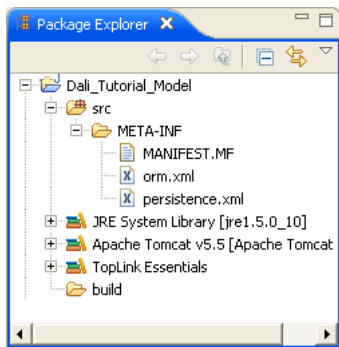 Package Explorer
Dali_Tutorial_Model
src
META-INF
MANIFEST.MF
orm.xml
persistence.xml
JRE System Library [jre1.5.0_10]
Apache Tomcat v5.5 [Apache Tomcat
TopLink Essentials
build